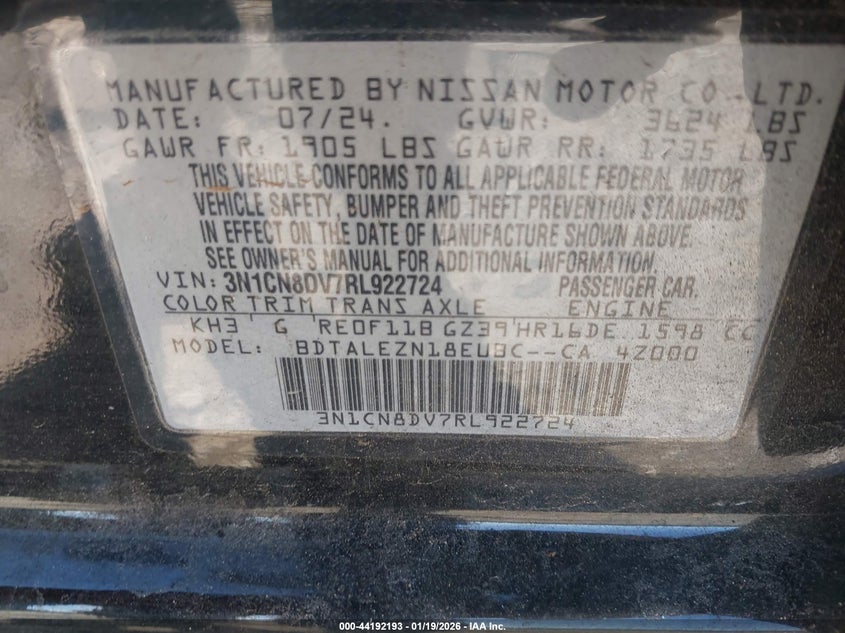 MANUFACTURED BY NISSAN MOTOR CO.,LTD.
DATE: 07/24. GVWR: 3624 LBS
GAWR FR: 1905 LBS GAWR RR: 1735 LBS
THIS VEHICLE CONFORMS TO ALL APPLICABLE FEDERAL MOTOR
VEHICLE SAFETY, BUMPER AND THEFT PREVENTION STANDARDS
IN EFFECT ON THE DATE OF MANUFACTURE SHOWN ABOVE.
SEE OWNER'S MANUAL FOR ADDITIONAL INFORMATION.
VIN: 3N1CN8DV7RL922724 PASSENGER CAR.
COLOR TRIM TRANS AXLE ENGINE
KH3 G RE0F11B GZ39 HR16DE 1598 CC
MODEL: BDTALEZN18EUBC--CA 4Z000
3N1CN8DV7RL922724
000-44192193 - 01/19/2026 - IAA Inc.